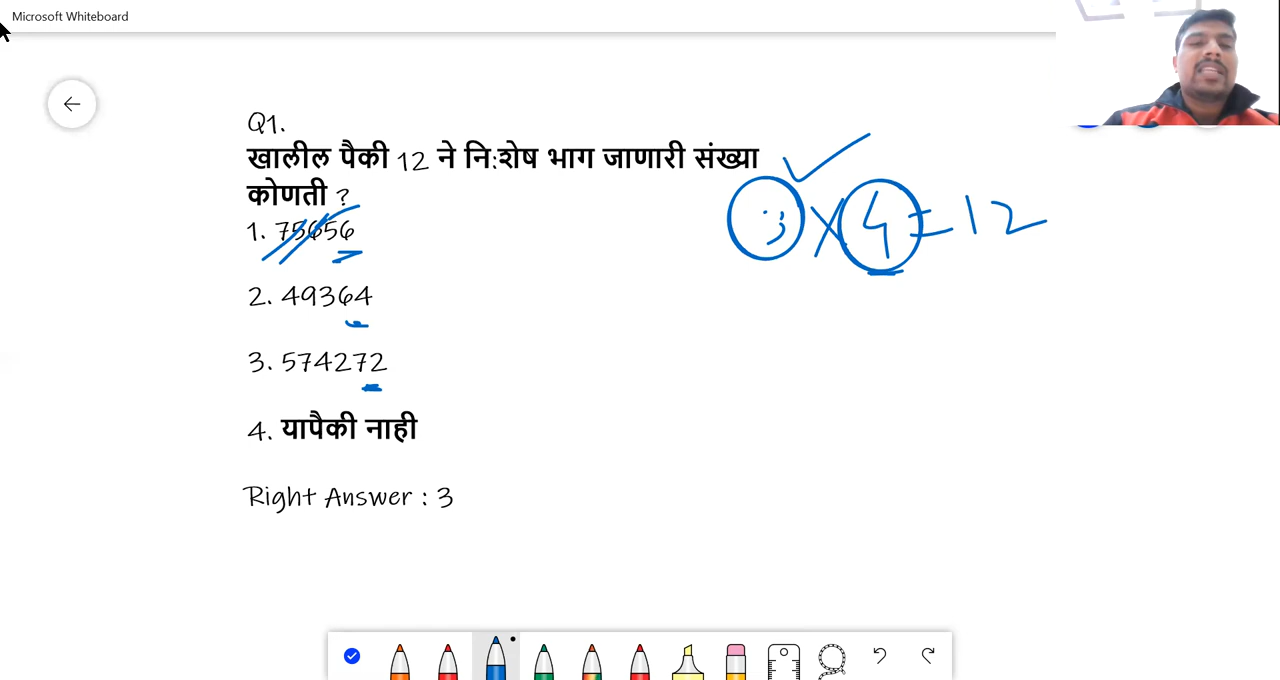 Microsoft Whiteboard
Q1.
खालील पैकी 12 ने नि:शेष भाग जाणारी संख्या
कोणती ?
1. 75656
2. 49364
3. 574272
4. यापैकी नाही
Right Answer : 3
3 X 4 = 12